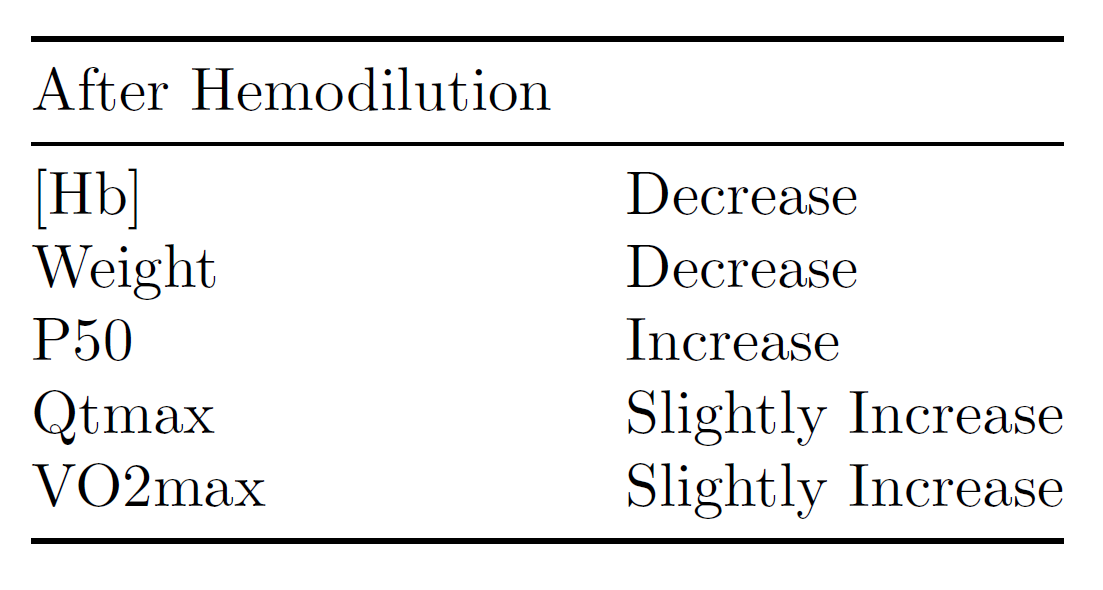 After Hemodilution
[Hb] Decrease
Weight Decrease
P50 Increase
Qtmax Slightly Increase
VO2max Slightly Increase